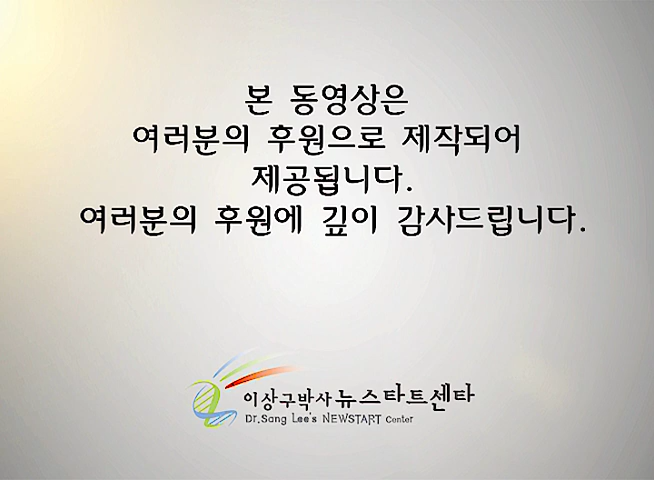 본 동영상은
여러분의 후원으로 제작되어
제공됩니다.
여러분의 후원에 깊이 감사드립니다.
이상구박사 뉴스타트센타
Dr.Sang Lee's NEWSTART Center